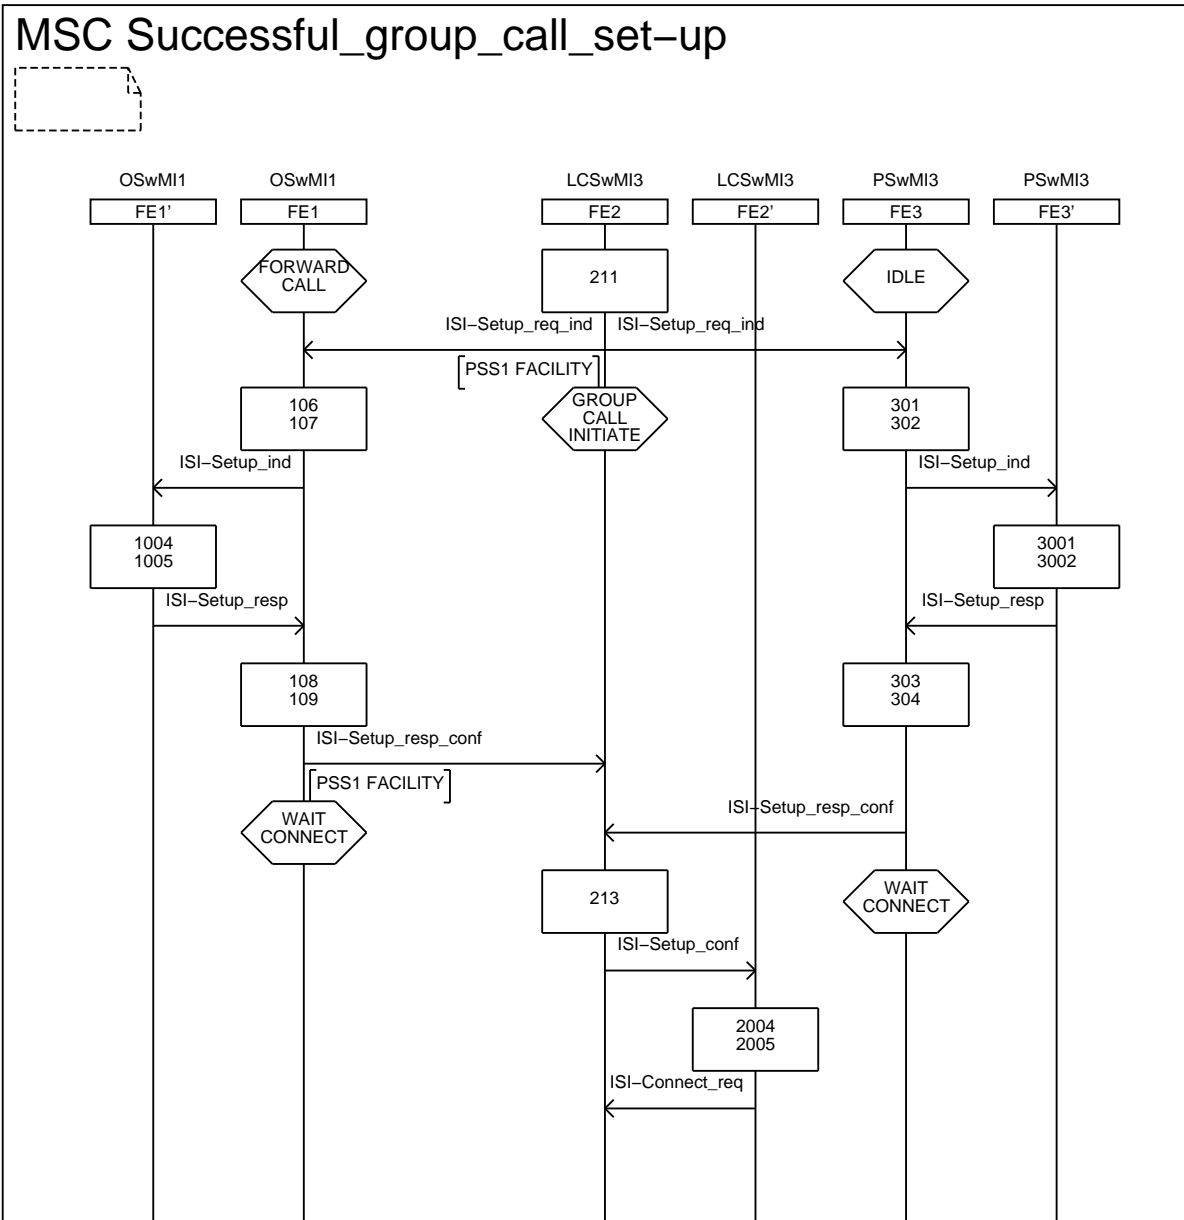 MSC Successful_group_call_set−up
OSwMI1 OSwMI1 LCSwMI3 LCSwMI3 PSwMI3 PSwMI3
FE1’ FE1 FE2 FE2’ FE3 FE3’
FORWARD
CALL
211
IDLE
ISI−Setup_req_ind ISI−Setup_req_ind
PSS1 FACILITY
106
107
GROUP
CALL
INITIATE
301
302
ISI−Setup_ind ISI−Setup_ind
1004
1005
3001
3002
ISI−Setup_resp ISI−Setup_resp
108
109
303
304
ISI−Setup_resp_conf
PSS1 FACILITY
ISI−Setup_resp_conf
WAIT
CONNECT
213
WAIT
CONNECT
ISI−Setup_conf
2004
2005
ISI−Connect_req